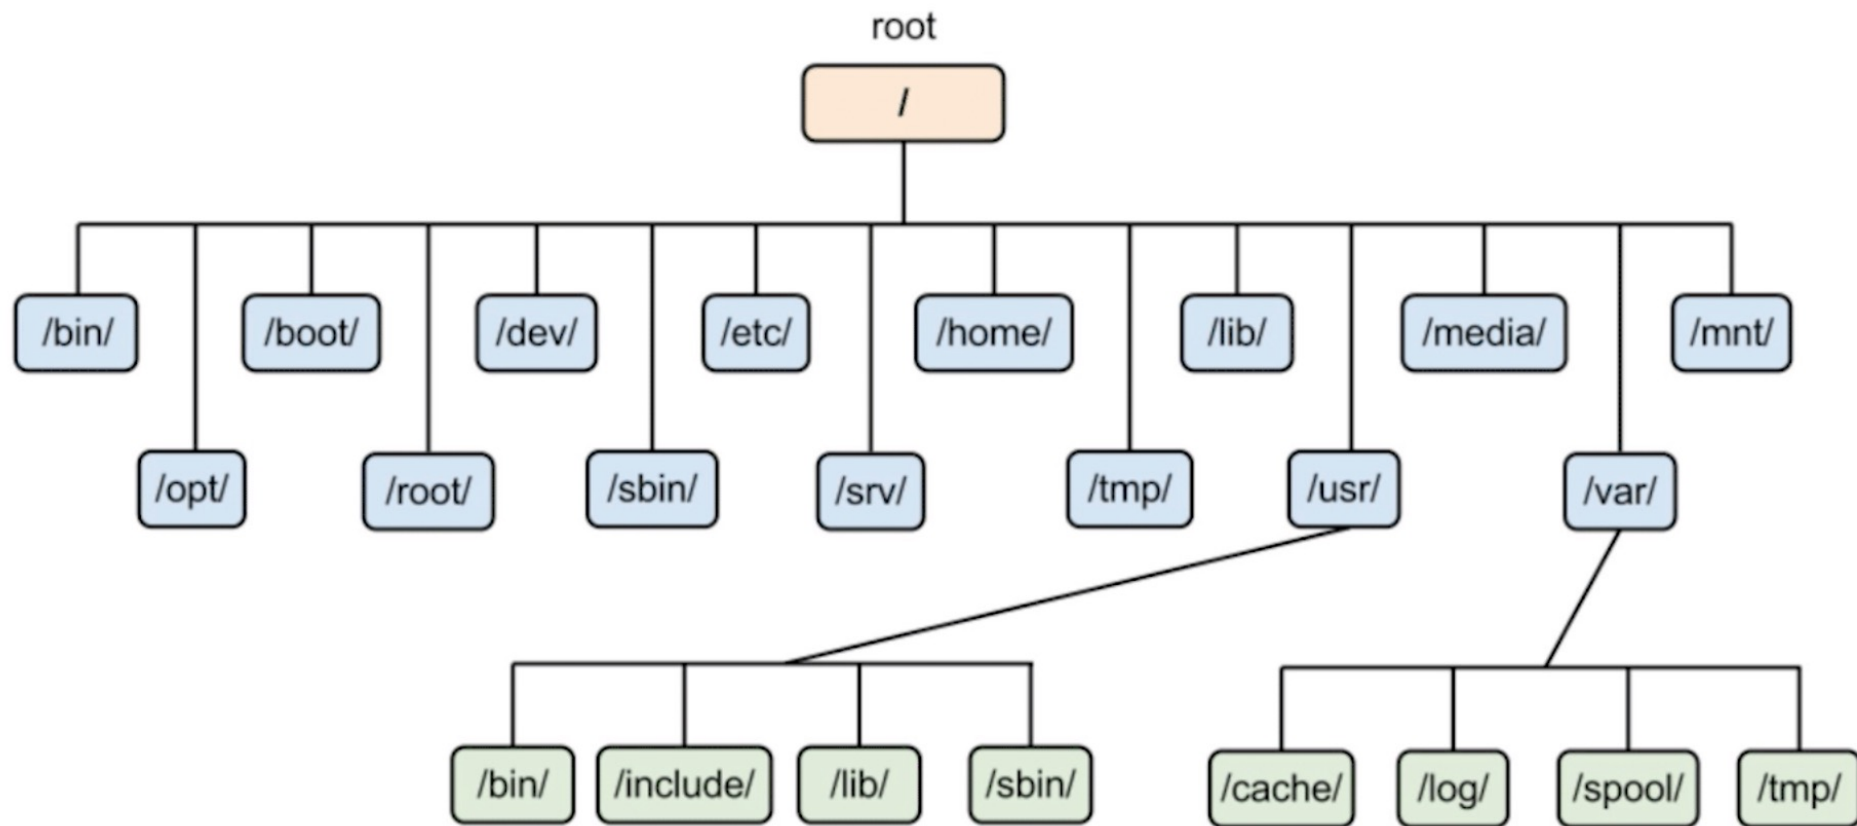 root
/
/bin/
/boot/
/dev/
/etc/
/home/
/lib/
/media/
/mnt/
/opt/
/root/
/sbin/
/srv/
/tmp/
/usr/
/var/
/bin/
/include/
/lib/
/sbin/
/cache/
/log/
/spool/
/tmp/